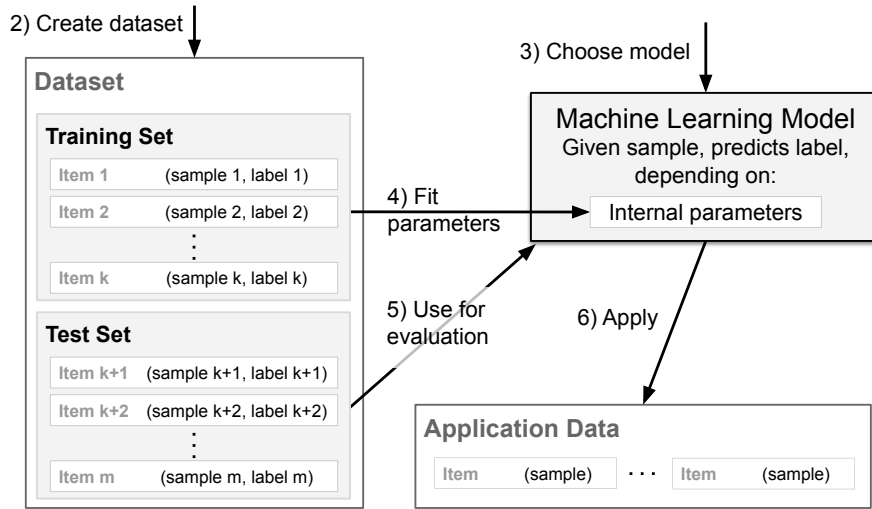 2) Create dataset
Dataset
Training Set
Item 1 (sample 1, label 1)
Item 2 (sample 2, label 2)
Item k (sample k, label k)
Test Set
Item k+1 (sample k+1, label k+1)
Item k+2 (sample k+2, label k+2)
Item m (sample m, label m)
3) Choose model
Machine Learning Model
Given sample, predicts label,
depending on:
Internal parameters
4) Fit
parameters
5) Use for
evaluation
6) Apply
Application Data
Item (sample) ··· Item (sample)